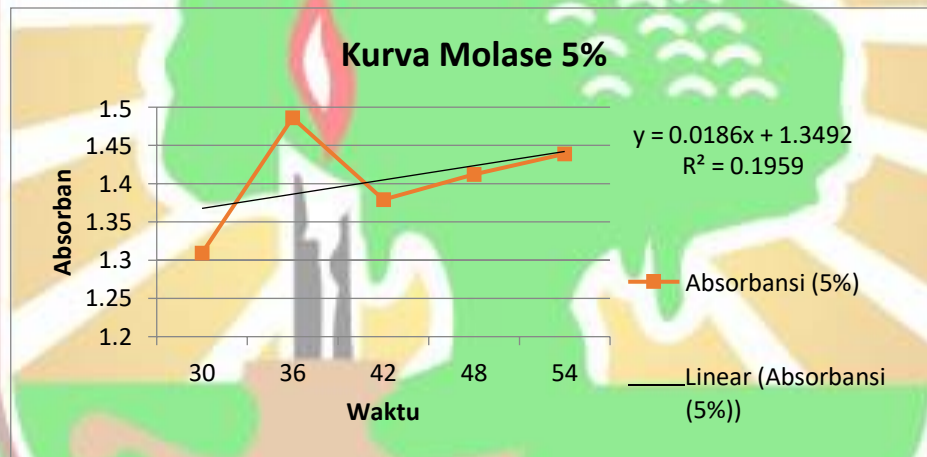 Kurva Molase 5%
1.5
1.45
1.4
1.35
1.3
1.25
1.2
Absorban
30 36 42 48 54
Waktu
y = 0.0186x + 1.3492
R² = 0.1959
Absorbansi (5%)
Linear (Absorbansi
(5%))